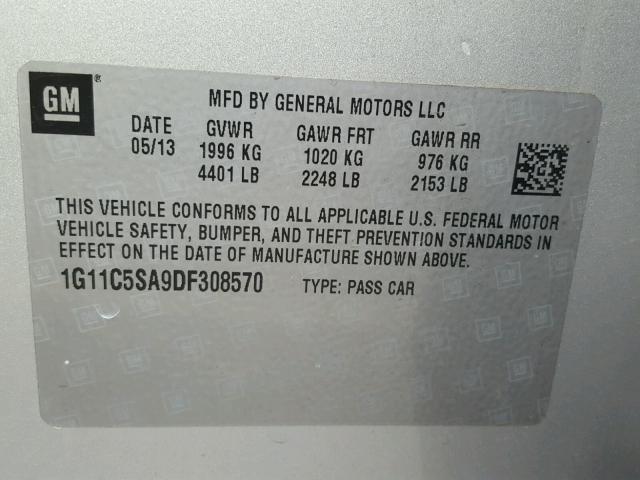 GM®
MFD BY GENERAL MOTORS LLC
DATE GVWR GAWR FRT GAWR RR
05/13 1996 KG 1020 KG 976 KG
4401 LB 2248 LB 2153 LB
THIS VEHICLE CONFORMS TO ALL APPLICABLE U.S. FEDERAL MOTOR
VEHICLE SAFETY, BUMPER, AND THEFT PREVENTION STANDARDS IN
EFFECT ON THE DATE OF MANUFACTURE SHOWN ABOVE.
1G11C5SA9DF308570 TYPE: PASS CAR